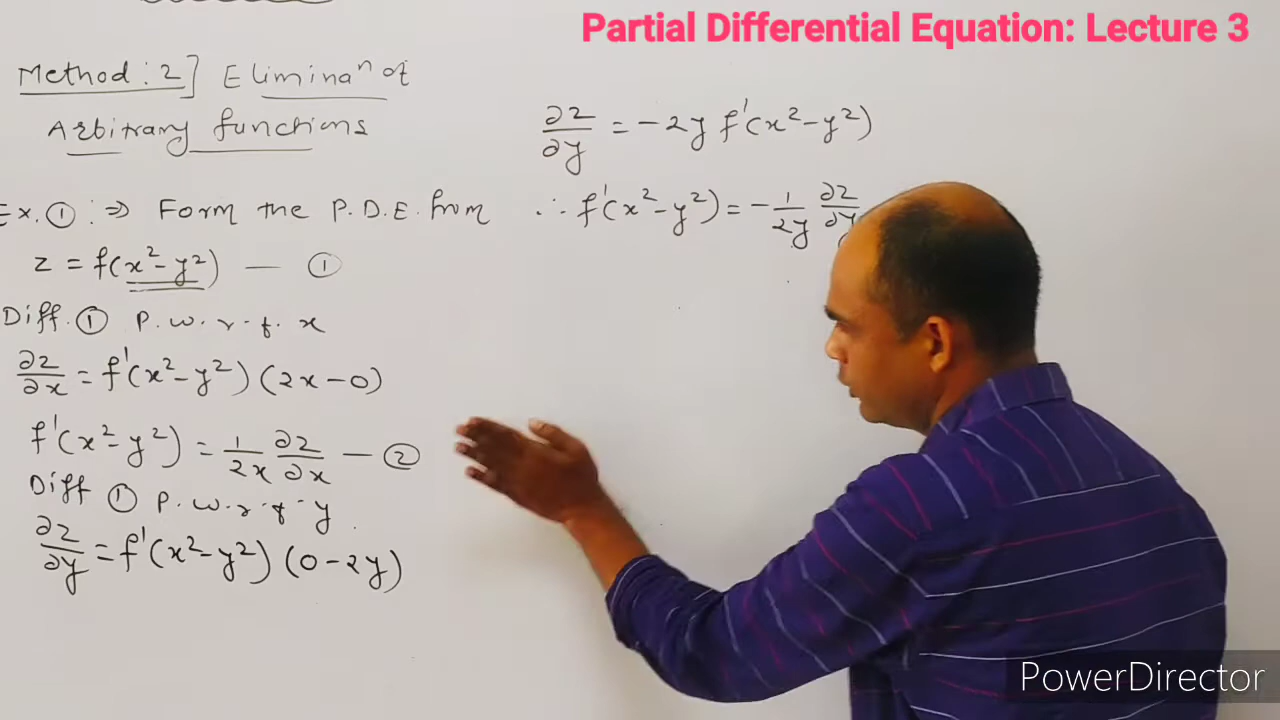 Partial Differential Equation: Lecture 3
Method : 2] Eliminaⁿ of
Arbitrary functions
Ex. ① : ⇒ Form the P.D.E. from
z = f(x² - y²) — ①
Diff. ① P. w. r. t. x
∂z/∂x = f'(x² - y²) (2x - 0)
f'(x² - y²) = 1/2x ∂z/∂x — ②
Diff ① P. w. r. t. y
∂z/∂y = f'(x² - y²) (0 - 2y)
∂z/∂y = -2y f'(x² - y²)
∴ f'(x² - y²) = - 1/2y ∂z/∂y
PowerDirector